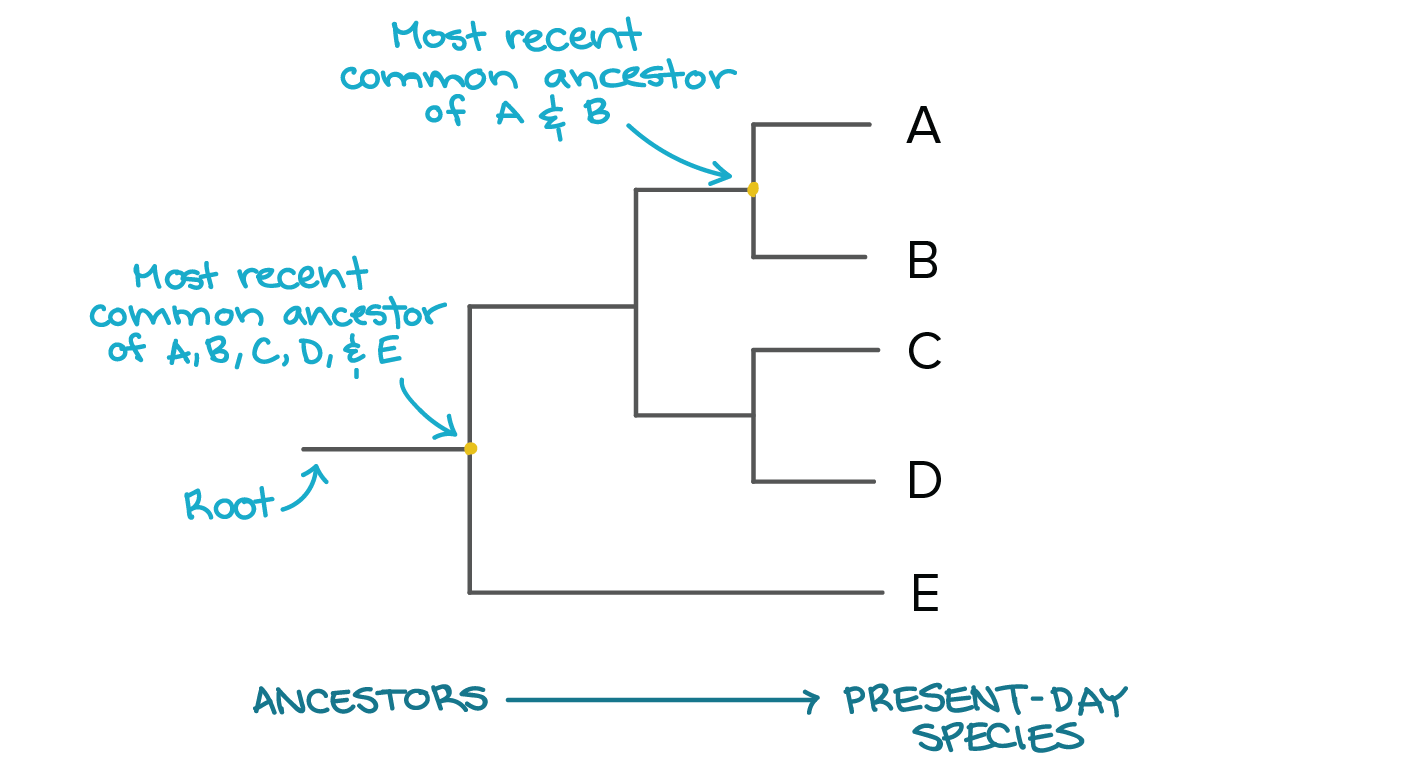 Most recent
common ancestor
of A & B
A
B
Most recent
common ancestor
of A, B, C, D, & E
C
Root
D
E
ANCESTORS
PRESENT-DAY
SPECIES